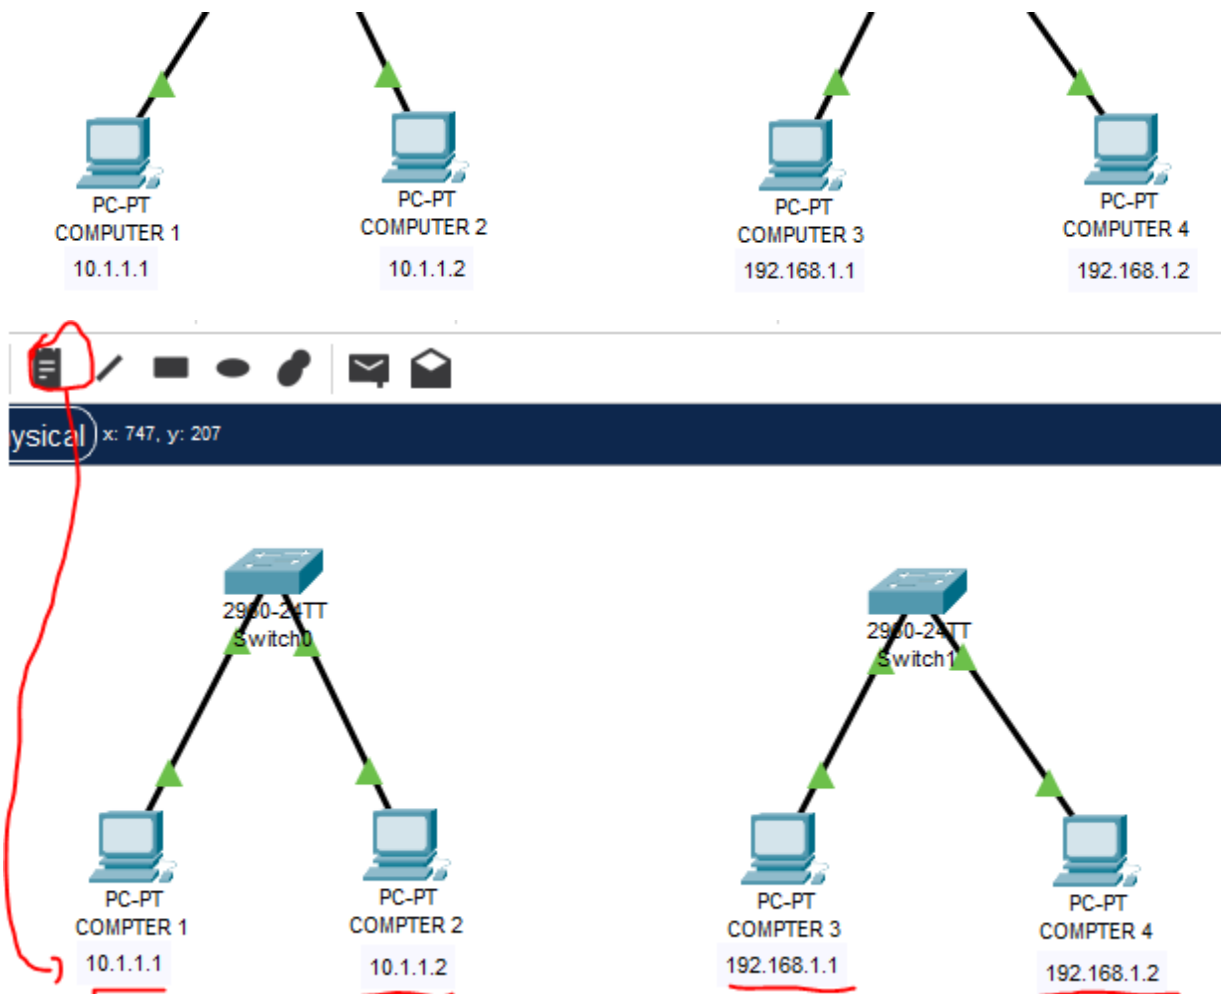 PC-PT
COMPUTER 1
10.1.1.1
PC-PT
COMPUTER 2
10.1.1.2
PC-PT
COMPUTER 3
192.168.1.1
PC-PT
COMPUTER 4
192.168.1.2
ysical x: 747, y: 207
2960-24TT
Switch0
2960-24TT
Switch1
PC-PT
COMPTER 1
10.1.1.1
PC-PT
COMPTER 2
10.1.1.2
PC-PT
COMPTER 3
192.168.1.1
PC-PT
COMPTER 4
192.168.1.2